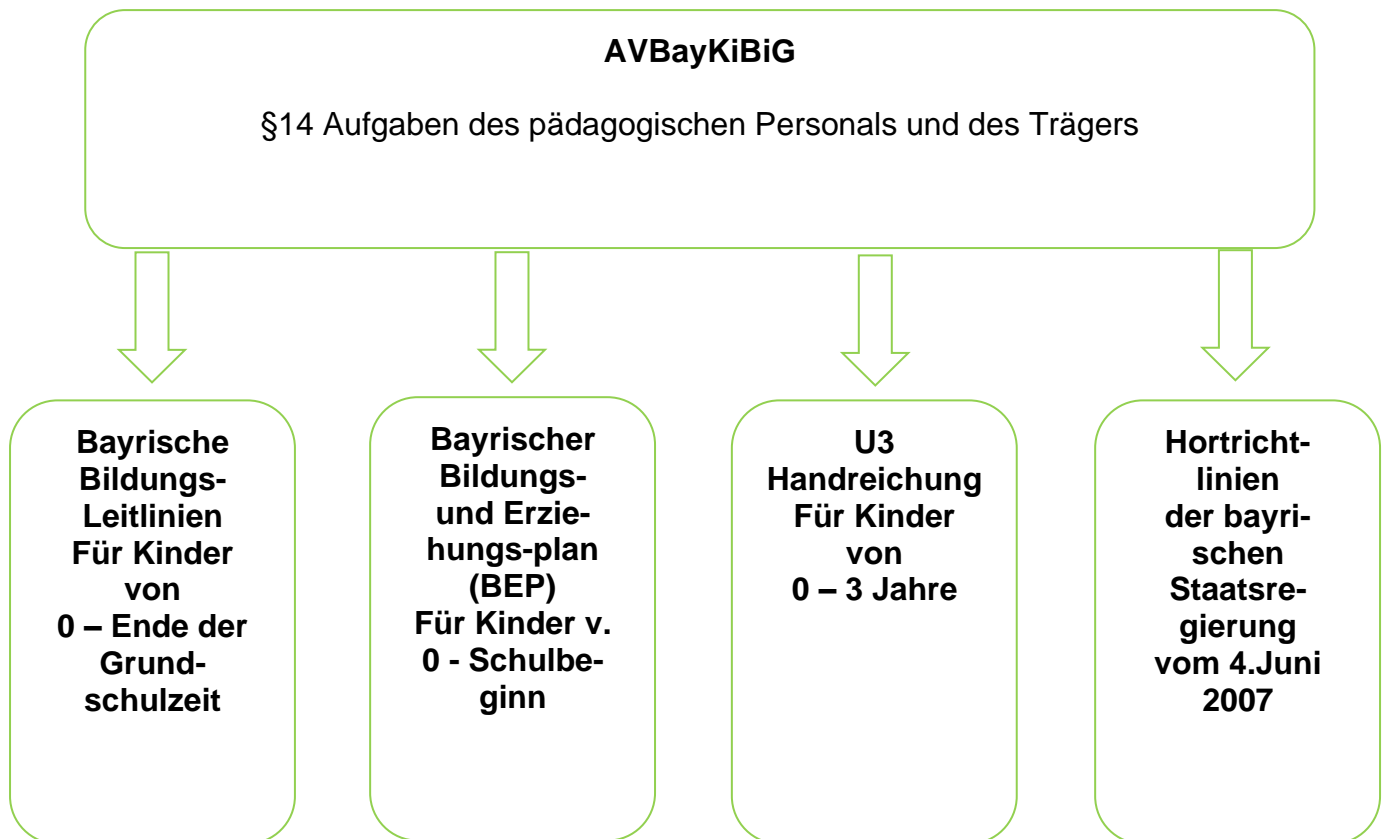 AVBayKiBiG
§14 Aufgaben des pädagogischen Personals und des Trägers
Bayrische
Bildungs-
Leitlinien
Für Kinder
von
0 – Ende der
Grund-
schulzeit
Bayrischer
Bildungs-
und Erzie-
hungs-plan
(BEP)
Für Kinder v.
0 - Schulbe-
ginn
U3
Handreichung
Für Kinder
von
0 – 3 Jahre
Hortricht-
linien
der bayri-
schen
Staatsre-
gierung
vom 4.Juni
2007